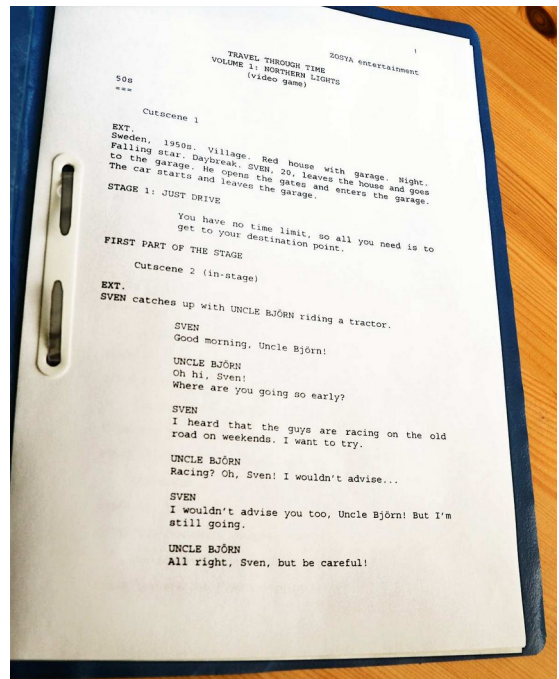 1
ZOSYA entertainment
TRAVEL THROUGH TIME
VOLUME 1: NORTHERN LIGHTS
(video game)
50s
===
Cutscene 1
EXT.
Sweden, 1950s. Village. Red house with garage. Night.
Falling star. Daybreak. SVEN, 20, leaves the house and goes
to the garage. He opens the gates and enters the garage.
The car starts and leaves the garage.
STAGE 1: JUST DRIVE
You have no time limit, so all you need is to
get to your destination point.
FIRST PART OF THE STAGE
Cutscene 2 (in-stage)
EXT.
SVEN catches up with UNCLE BJÖRN riding a tractor.
SVEN
Good morning, Uncle Björn!
UNCLE BJÖRN
Oh hi, Sven!
Where are you going so early?
SVEN
I heard that the guys are racing on the old
road on weekends. I want to try.
UNCLE BJÖRN
Racing? Oh, Sven! I wouldn't advise...
SVEN
I wouldn't advise you too, Uncle Björn! But I'm
still going.
UNCLE BJÖRN
All right, Sven, but be careful!